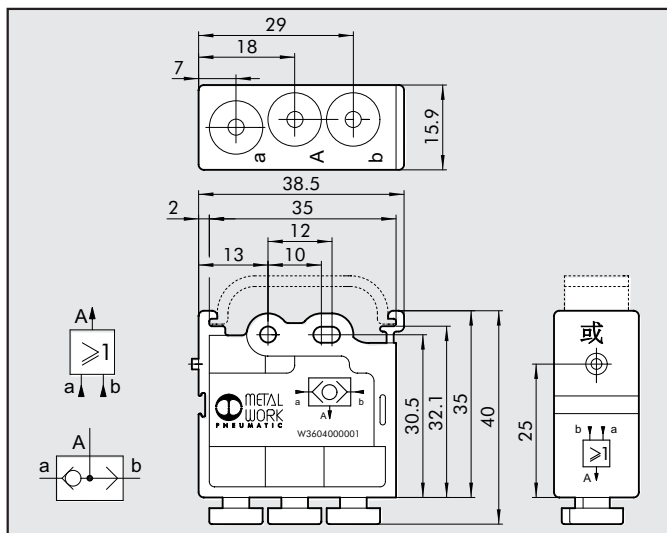 29
18
7
15.9
a A b
38.5
2 35
12
13 10
A
≥1
a b
A
a b
METAL
WORK
PNEUMATIC
a b
A
W3604000001
30.5
32.1
35
40
或
25
b a
≥1
A